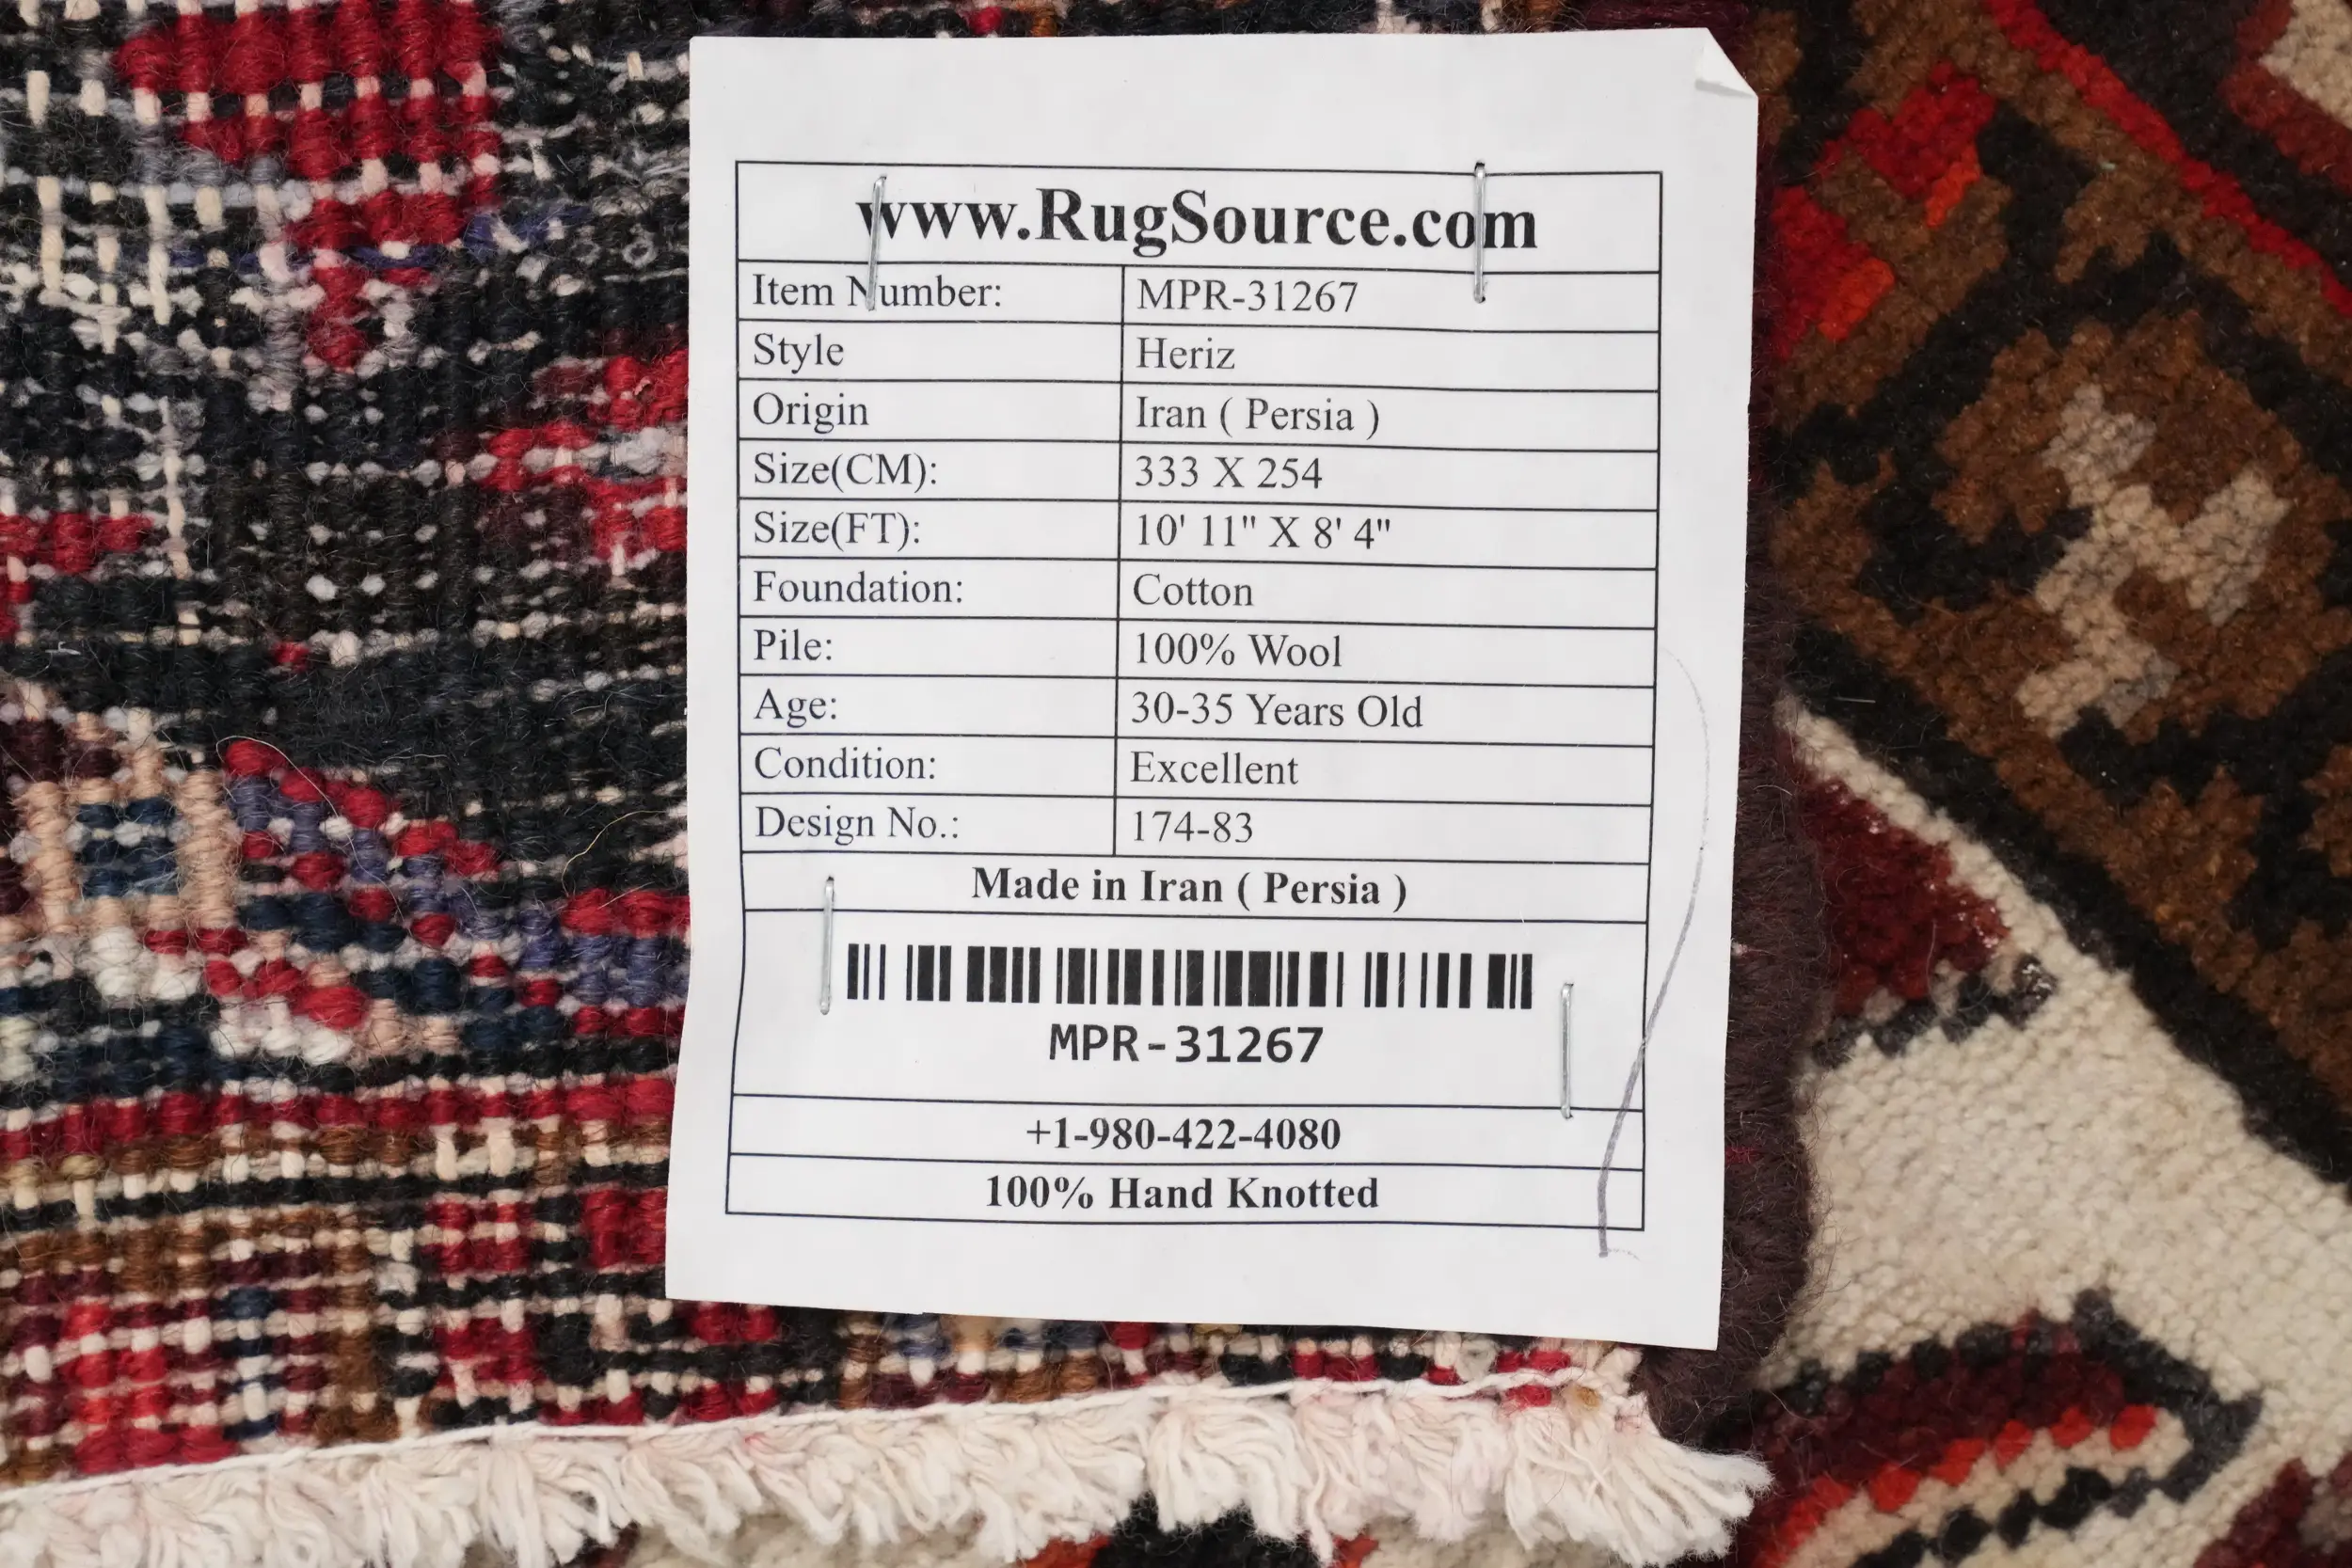 www.RugSource.com
Item Number: MPR-31267
Style Heriz
Origin Iran ( Persia )
Size(CM): 333 X 254
Size(FT): 10' 11" X 8' 4"
Foundation: Cotton
Pile: 100% Wool
Age: 30-35 Years Old
Condition: Excellent
Design No.: 174-83
Made in Iran ( Persia )
MPR-31267
+1-980-422-4080
100% Hand Knotted